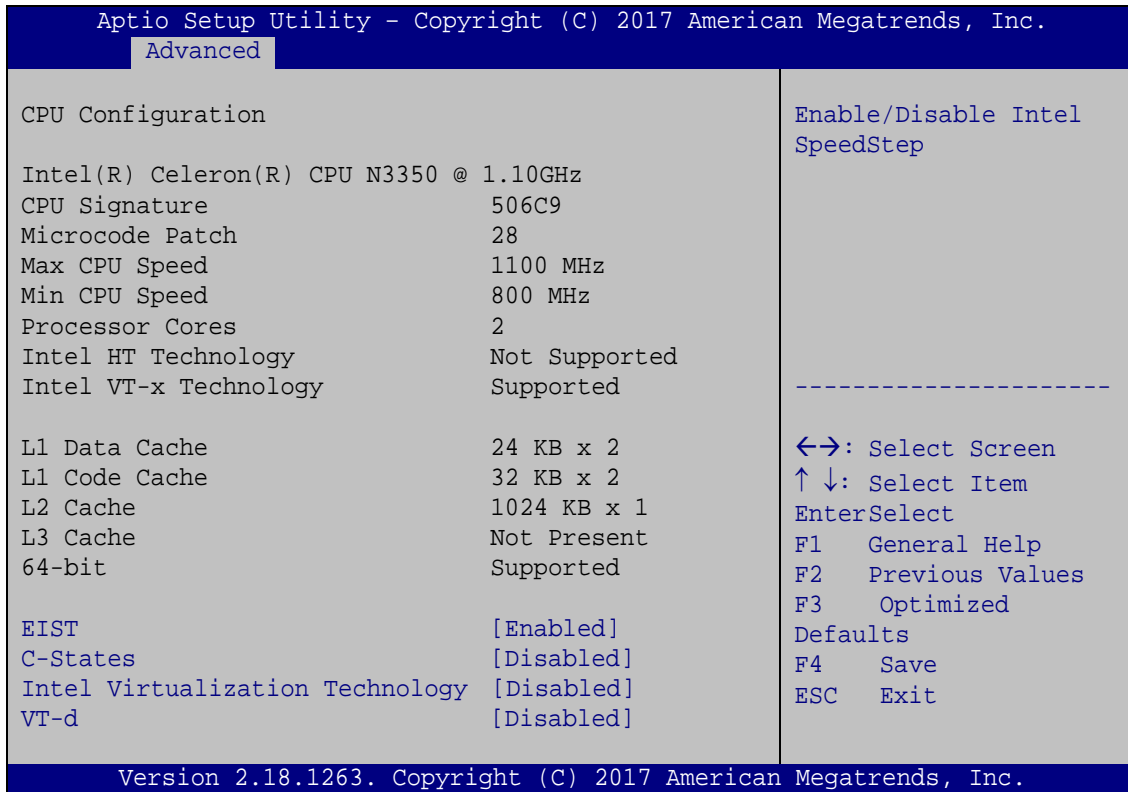 Aptio Setup Utility – Copyright (C) 2017 American Megatrends, Inc.
Advanced
CPU Configuration
Intel(R) Celeron(R) CPU N3350 @ 1.10GHz
CPU Signature 506C9
Microcode Patch 28
Max CPU Speed 1100 MHz
Min CPU Speed 800 MHz
Processor Cores 2
Intel HT Technology Not Supported
Intel VT-x Technology Supported
L1 Data Cache 24 KB x 2
L1 Code Cache 32 KB x 2
L2 Cache 1024 KB x 1
L3 Cache Not Present
64-bit Supported
EIST [Enabled]
C-States [Disabled]
Intel Virtualization Technology [Disabled]
VT-d [Disabled]
Enable/Disable Intel
SpeedStep
----------------------
←→: Select Screen
↑ ↓: Select Item
EnterSelect
F1 General Help
F2 Previous Values
F3 Optimized
Defaults
F4 Save
ESC Exit
Version 2.18.1263. Copyright (C) 2017 American Megatrends, Inc.